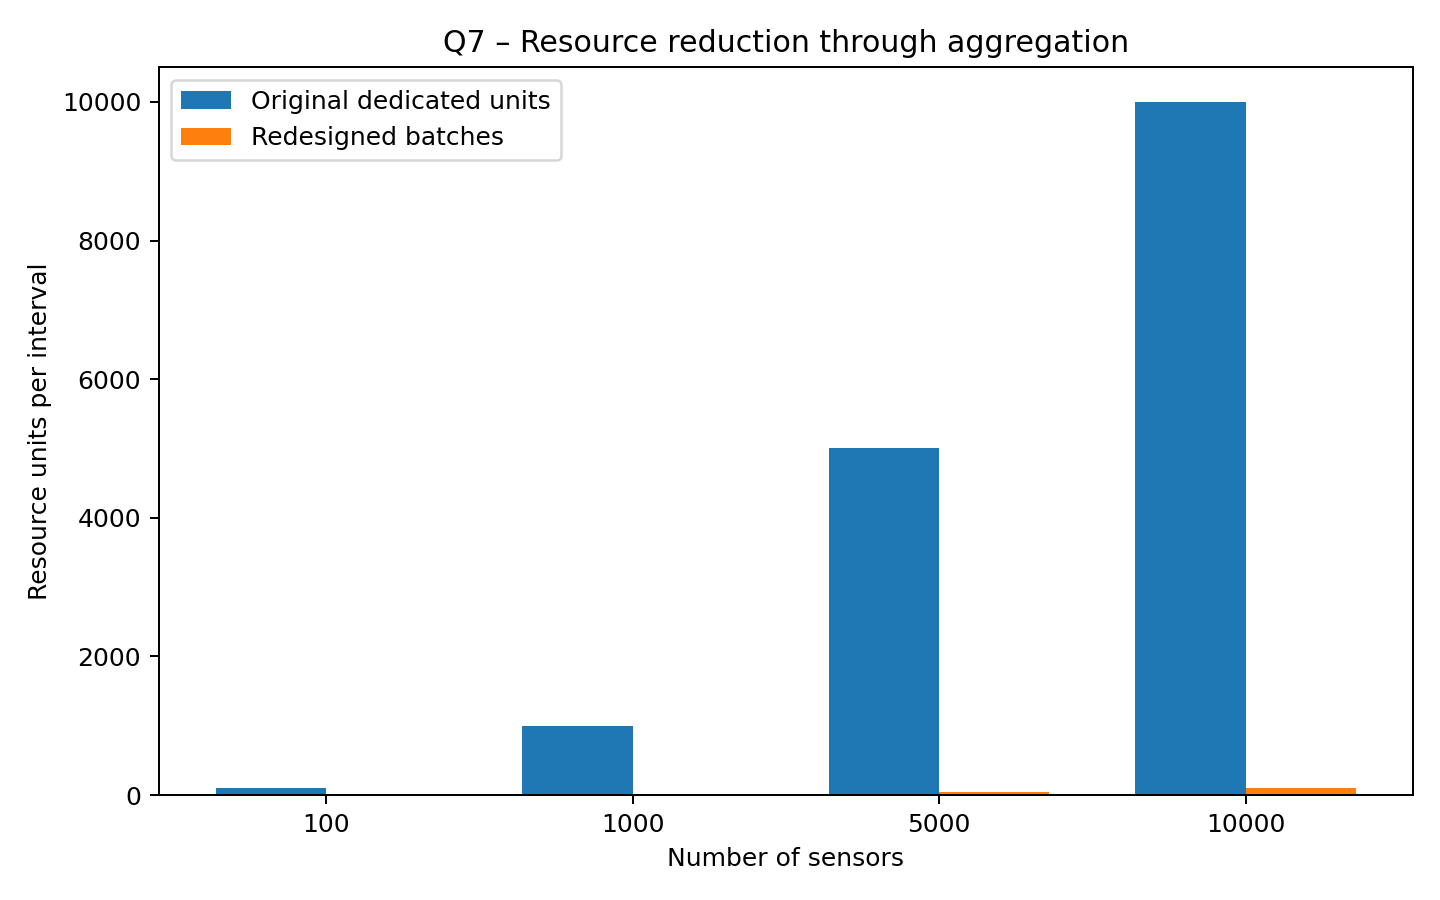 Q7 – Resource reduction through aggregation
Original dedicated units
Redesigned batches
10000
8000
6000
4000
2000
0
Resource units per interval
100 1000 5000 10000
Number of sensors